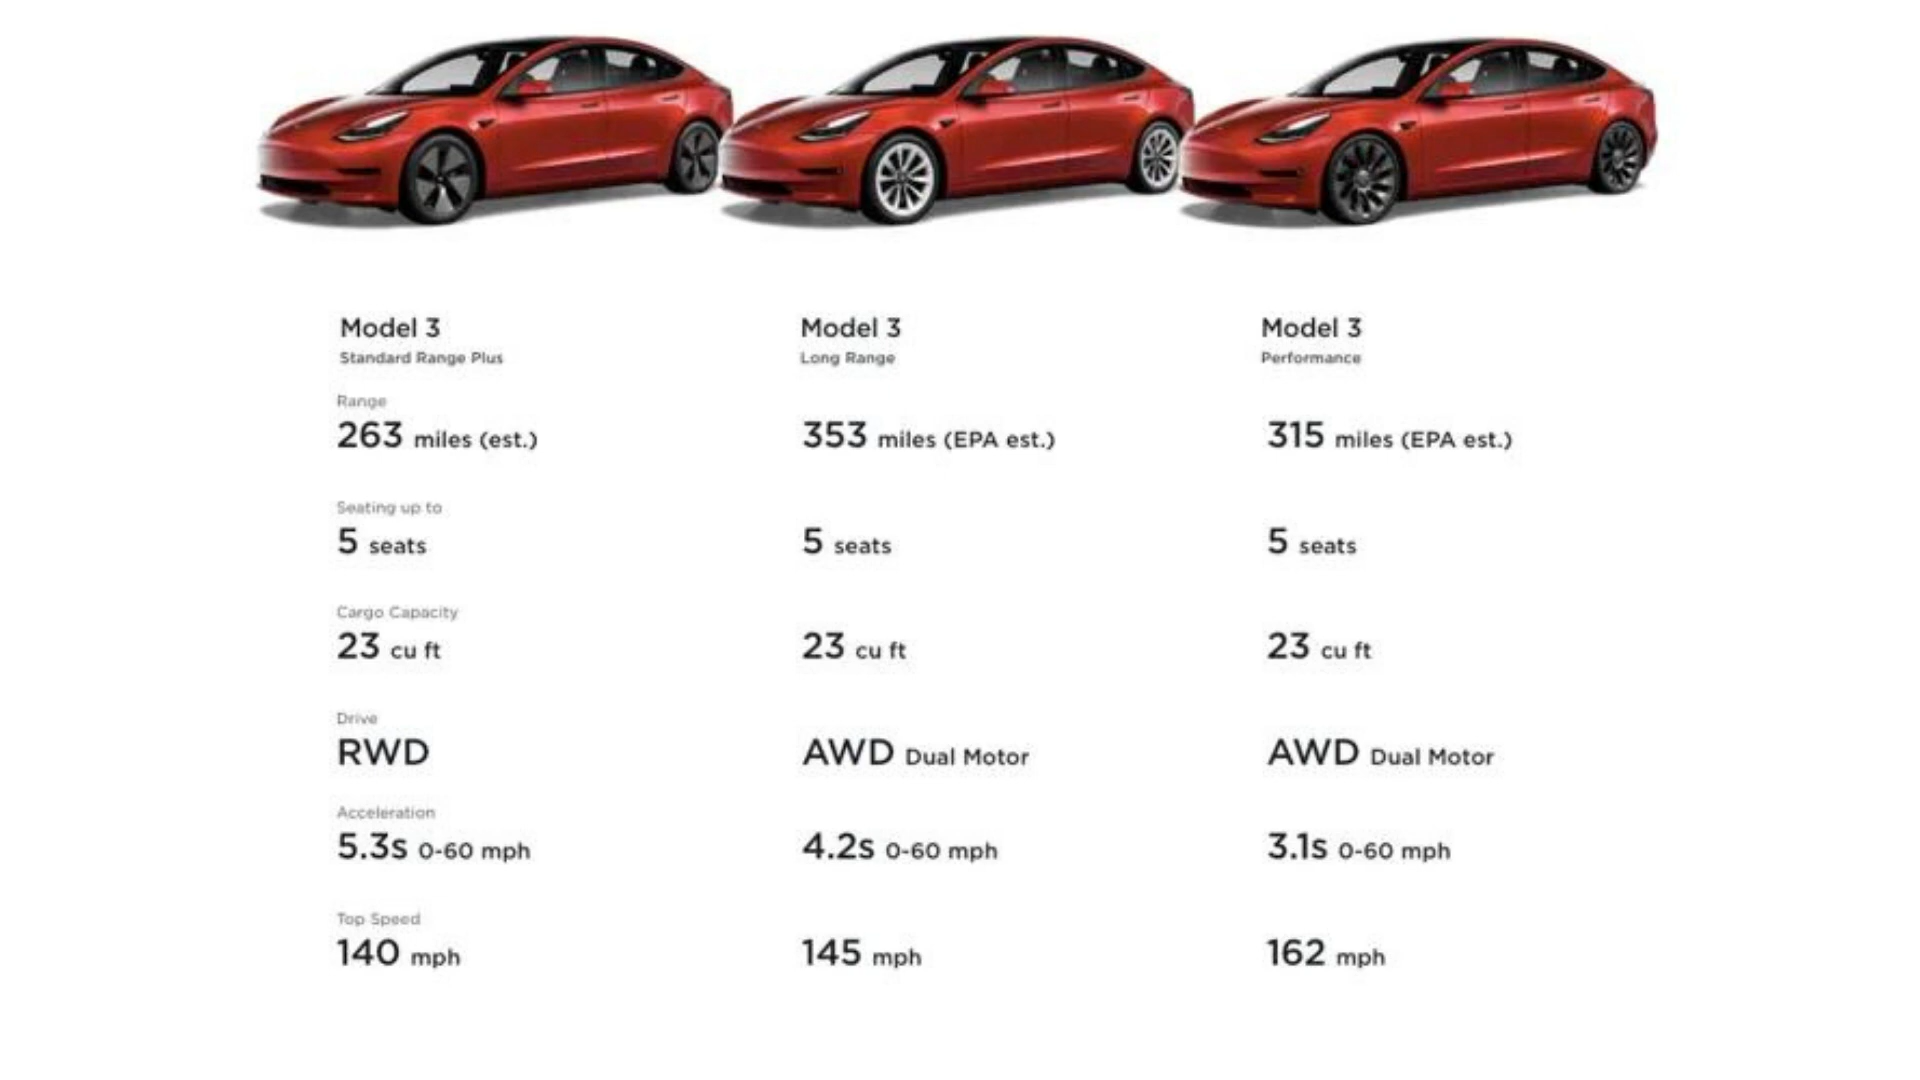 Model 3 Model 3 Model 3
Standard Range Plus Long Range Performance
Range
263 miles (est.) 353 miles (EPA est.) 315 miles (EPA est.)
Seating up to
5 seats 5 seats 5 seats
Cargo Capacity
23 cu ft 23 cu ft 23 cu ft
Drive
RWD AWD Dual Motor AWD Dual Motor
Acceleration
5.3s 0-60 mph 4.2s 0-60 mph 3.1s 0-60 mph
Top Speed
140 mph 145 mph 162 mph